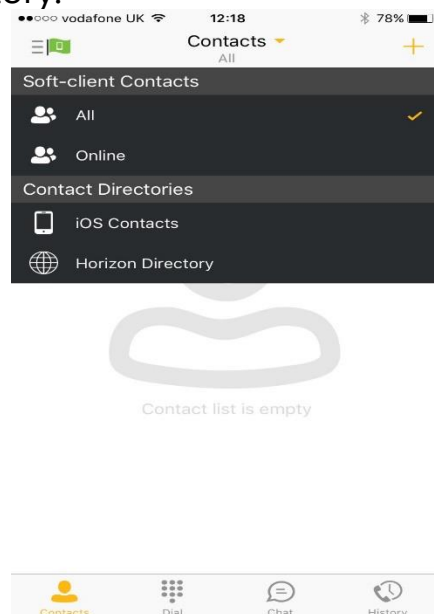 ory.
vodafone UK 12:18 78%
Contacts
All
Soft-client Contacts
All
Online
Contact Directories
iOS Contacts
Horizon Directory
Contact list is empty
Contacts Dial Chat History